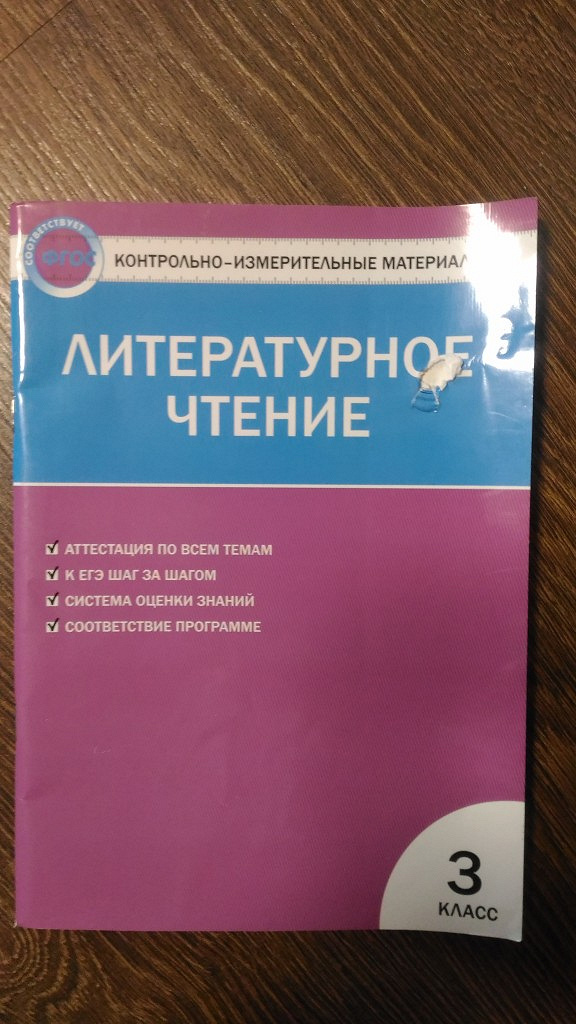 СООТВЕТСТВУЕТ
ФГОС
КОНТРОЛЬНО–ИЗМЕРИТЕЛЬНЫЕ МАТЕРИАЛ
ЛИТЕРАТУРНОЕ
ЧТЕНИЕ
АТТЕСТАЦИЯ ПО ВСЕМ ТЕМАМ
К ЕГЭ ШАГ ЗА ШАГОМ
СИСТЕМА ОЦЕНКИ ЗНАНИЙ
СООТВЕТСТВИЕ ПРОГРАММЕ
3
КЛАСС